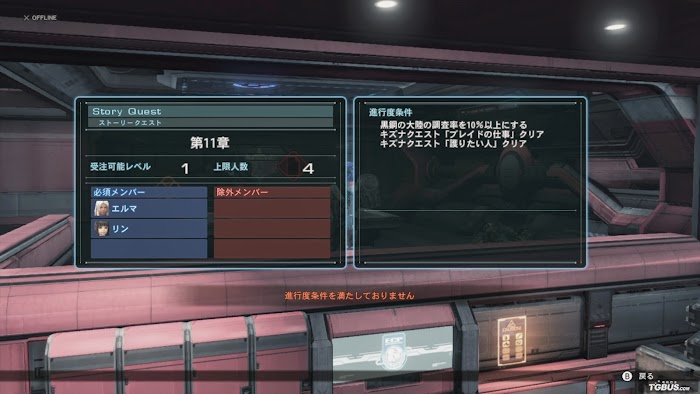 × OFFLINE
Story Quest
ストーリークエスト
第11章
受注可能レベル 1 上限人数 4
必須メンバー
エルマ
リン
除外メンバー
進行度条件
黒鋼の大陸の調査率を10%以上にする
キズナクエスト「ブレイドの仕事」クリア
キズナクエスト「護りたい人」クリア
進行度条件を満たしておりません
B 戻る
TGBUS.COM